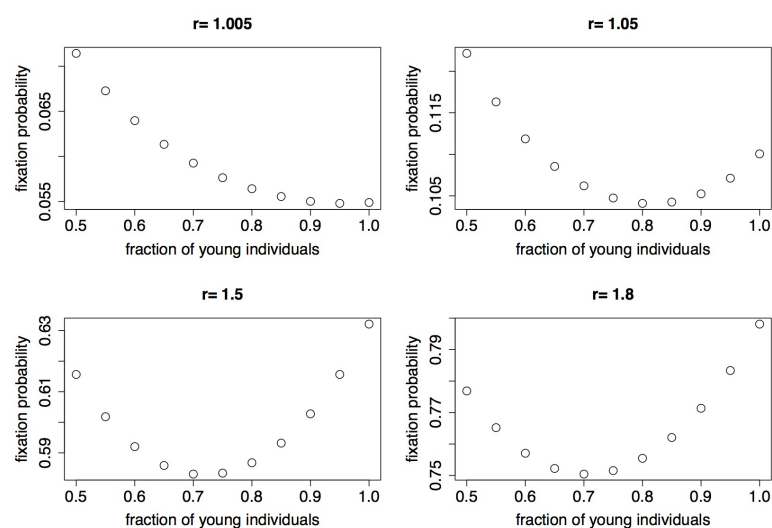 r= 1.005
fixation probability
0.055 0.065
0.5 0.6 0.7 0.8 0.9 1.0
fraction of young individuals
r= 1.05
fixation probability
0.105 0.115
0.5 0.6 0.7 0.8 0.9 1.0
fraction of young individuals
r= 1.5
fixation probability
0.59 0.61 0.63
0.5 0.6 0.7 0.8 0.9 1.0
fraction of young individuals
r= 1.8
fixation probability
0.75 0.77 0.79
0.5 0.6 0.7 0.8 0.9 1.0
fraction of young individuals